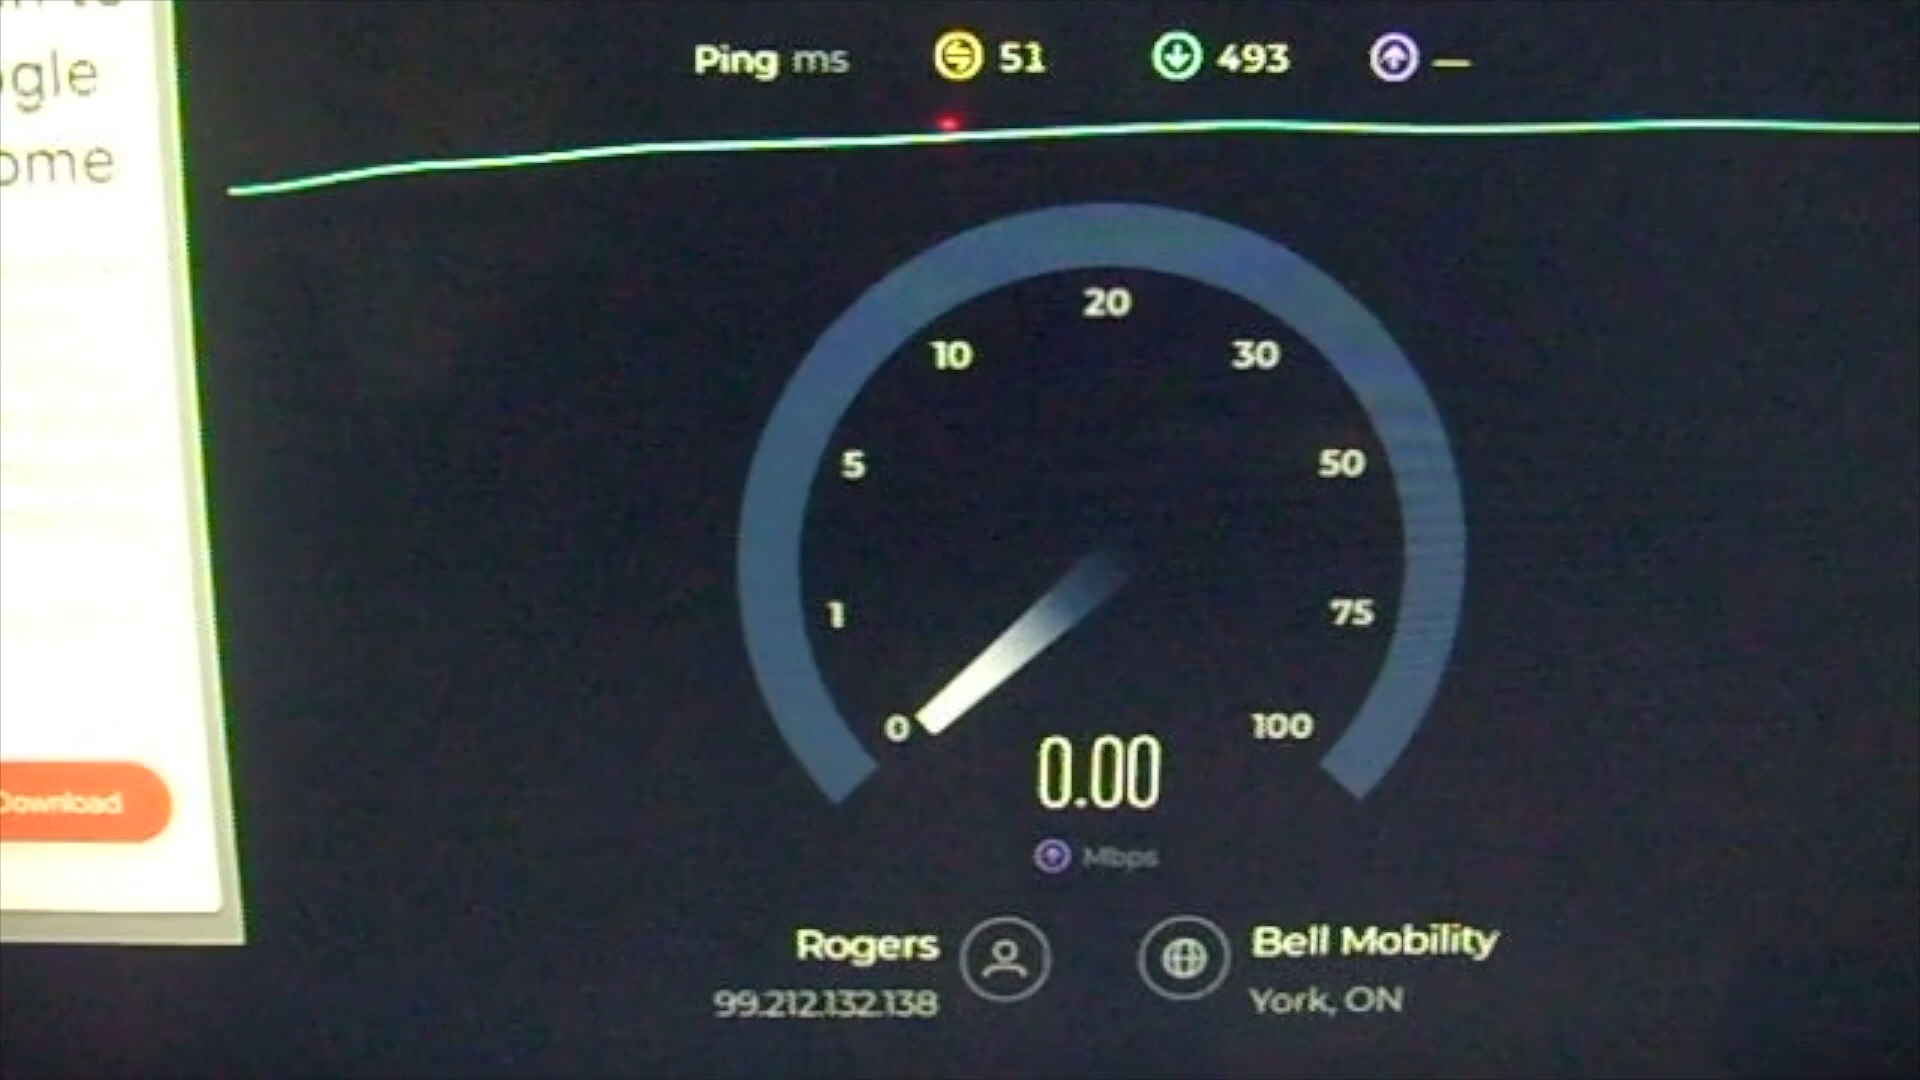 ome
Download
Ping ms 51 493 —
20
10 30
5 50
1 75
0 100
0.00
Mbps
Rogers Bell Mobility
99.212.132.138 York, ON